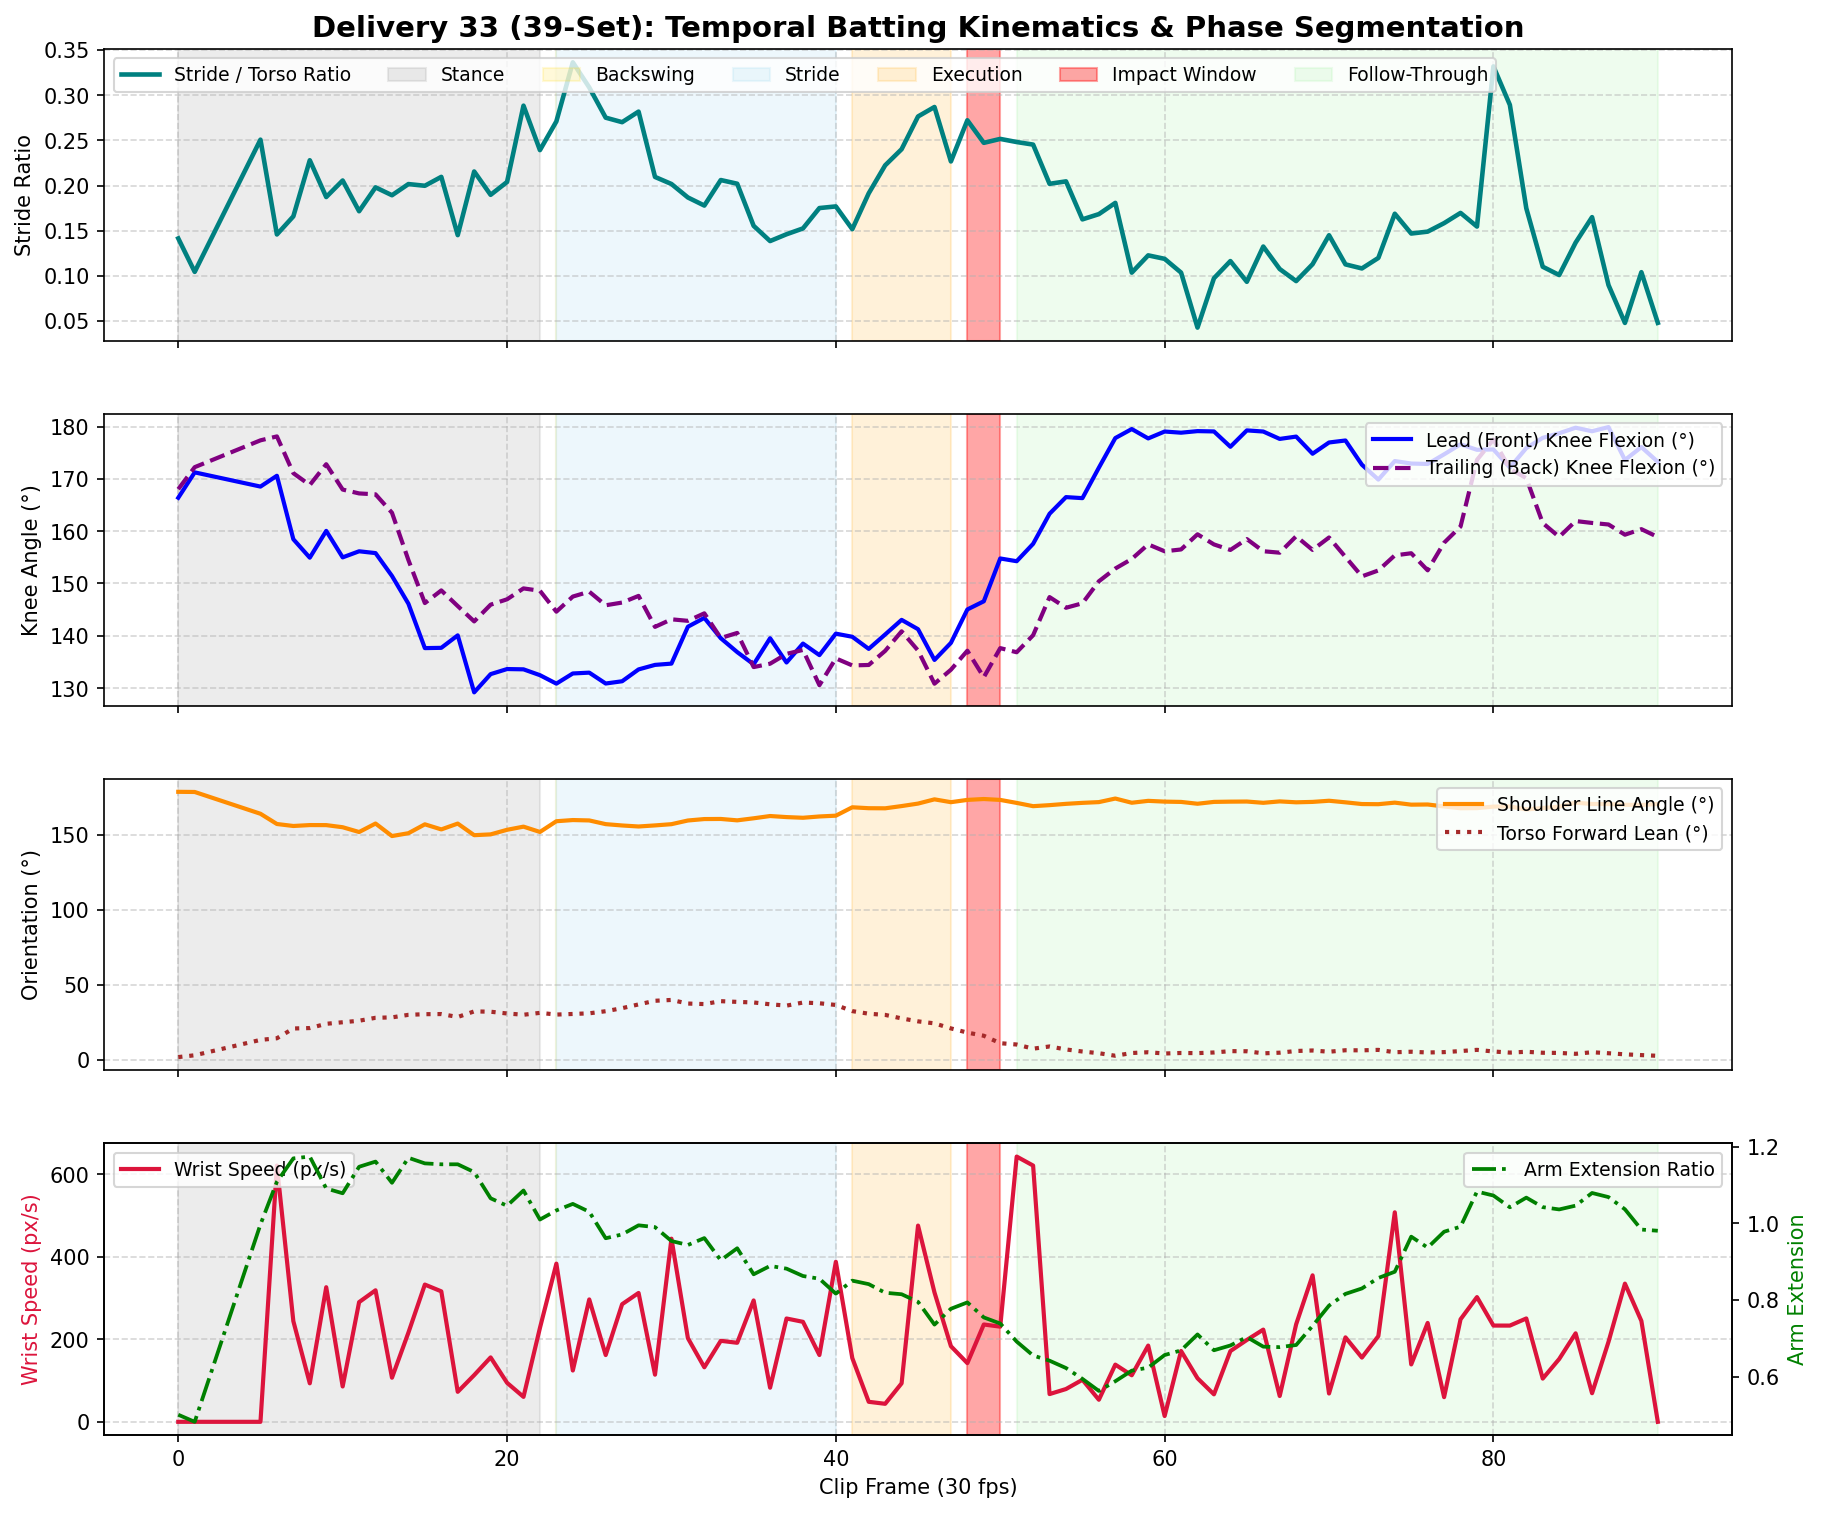 Delivery 33 (39-Set): Temporal Batting Kinematics & Phase Segmentation
Stride / Torso Ratio
Stance
Backswing
Stride
Execution
Impact Window
Follow-Through
Stride Ratio
0.35
0.30
0.25
0.20
0.15
0.10
0.05
Lead (Front) Knee Flexion (°)
Trailing (Back) Knee Flexion (°)
Knee Angle (°)
180
170
160
150
140
130
Shoulder Line Angle (°)
Torso Forward Lean (°)
Orientation (°)
150
100
50
0
Wrist Speed (px/s)
Arm Extension Ratio
Wrist Speed (px/s)
600
400
200
0
1.2
1.0
0.8
0.6
Arm Extension
0
20
40
60
80
Clip Frame (30 fps)